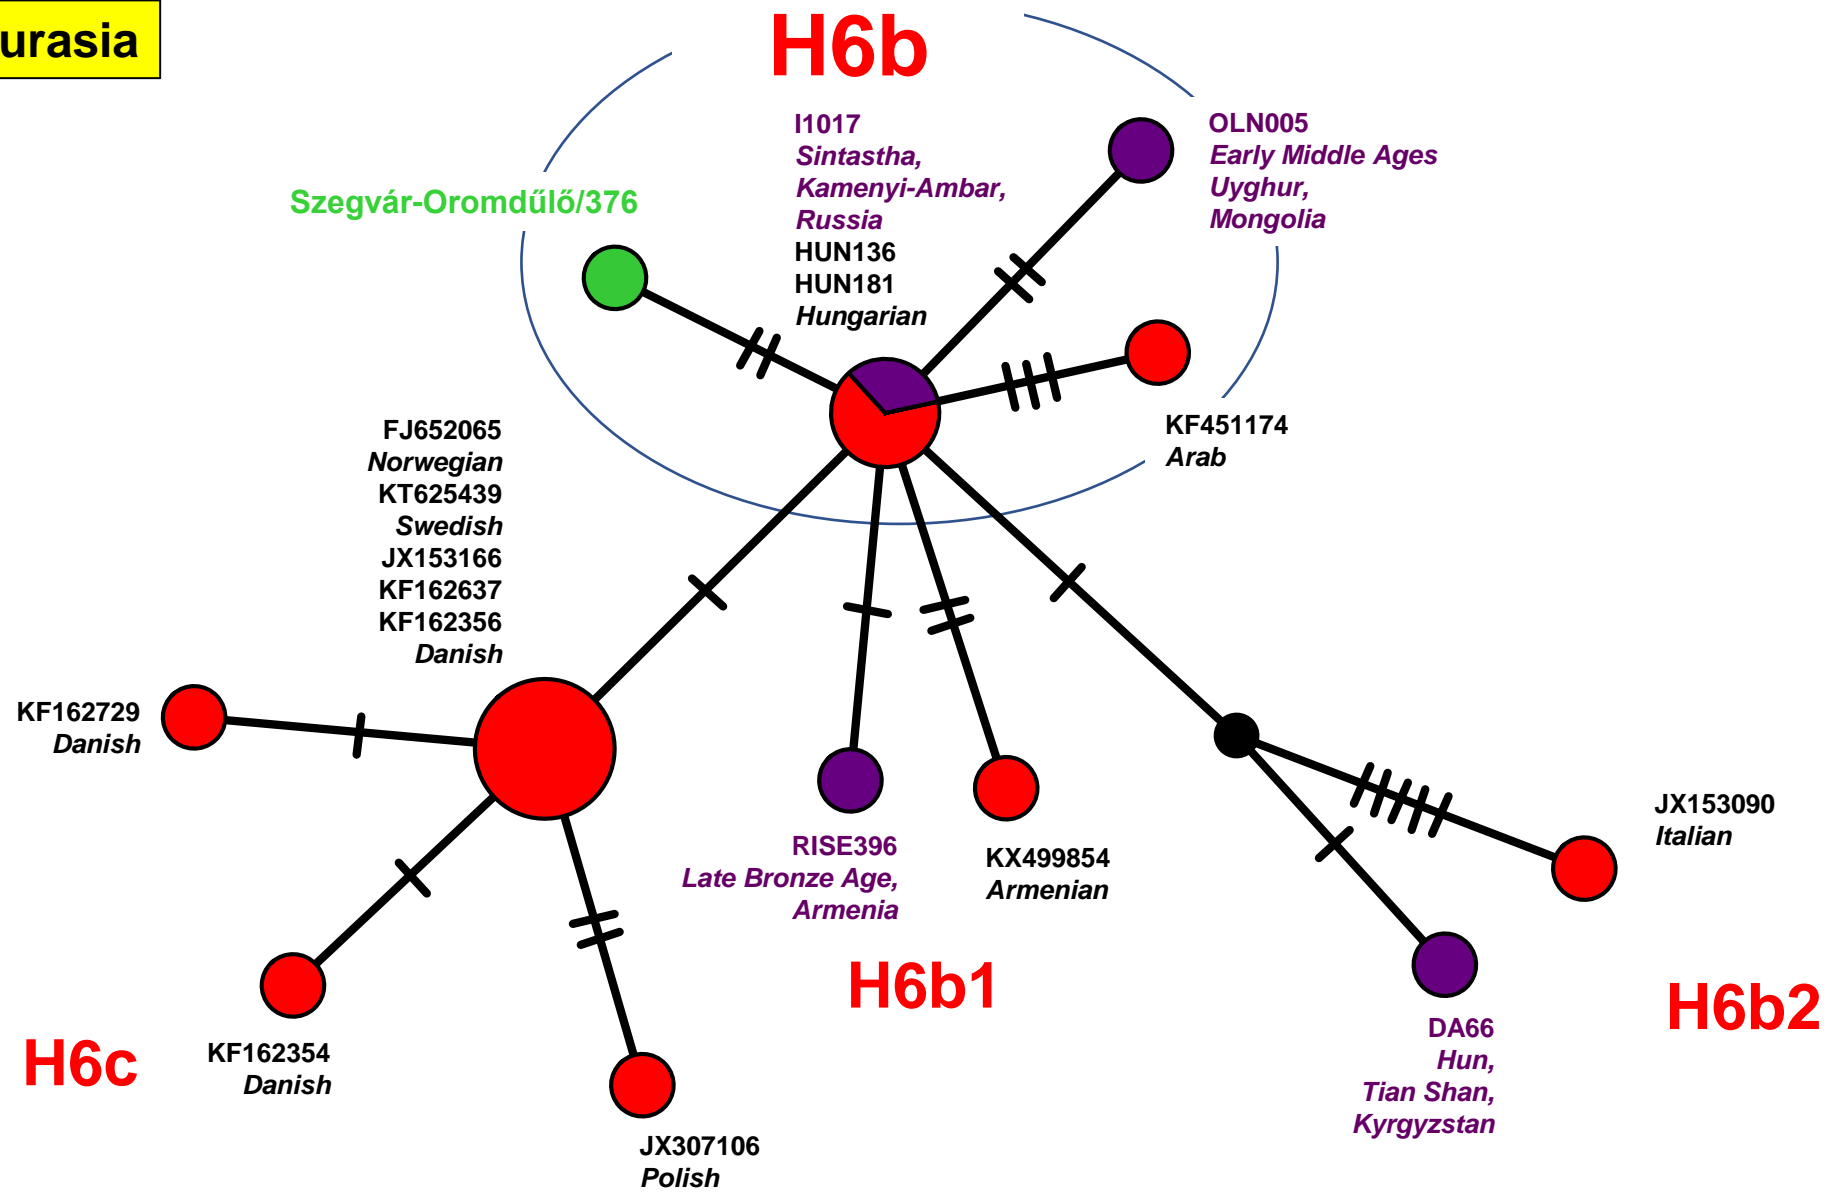 urasia
H6b
I1017
Sintastha,
Kamenyi-Ambar,
Russia
HUN136
HUN181
Hungarian
OLN005
Early Middle Ages
Uyghur,
Mongolia
Szegvár-Oromdűlő/376
KF451174
Arab
FJ652065
Norwegian
KT625439
Swedish
JX153166
KF162637
KF162356
Danish
KF162729
Danish
RISE396
Late Bronze Age,
Armenia
KX499854
Armenian
JX153090
Italian
H6b1
H6b2
DA66
Hun,
Tian Shan,
Kyrgyzstan
H6c
KF162354
Danish
JX307106
Polish